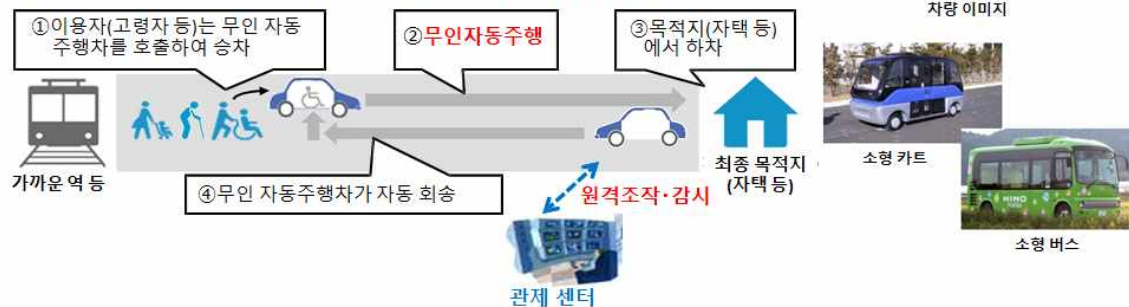 ①이용자(고령자 등)는 무인 자동
주행차를 호출하여 승차
②무인자동주행
③목적지(자택 등)
에서 하차
차량 이미지
가까운 역 등
④무인 자동주행차가 자동 회송
원격조작·감시
관제 센터
최종 목적지
(자택 등)
소형 카트
HINO
소형 버스